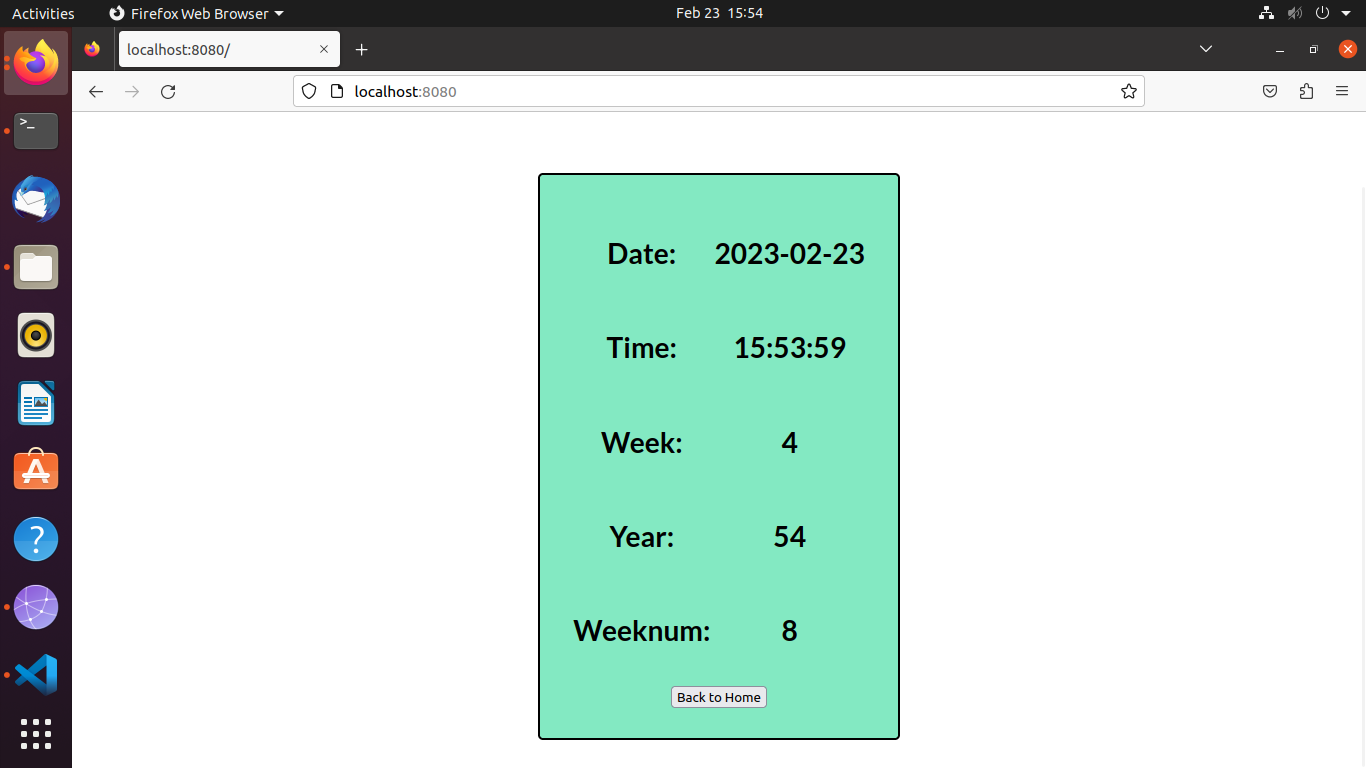 Activities Firefox Web Browser Feb 23 15:54
localhost:8080/
localhost:8080
Date: 2023-02-23
Time: 15:53:59
Week: 4
Year: 54
Weeknum: 8
Back to Home